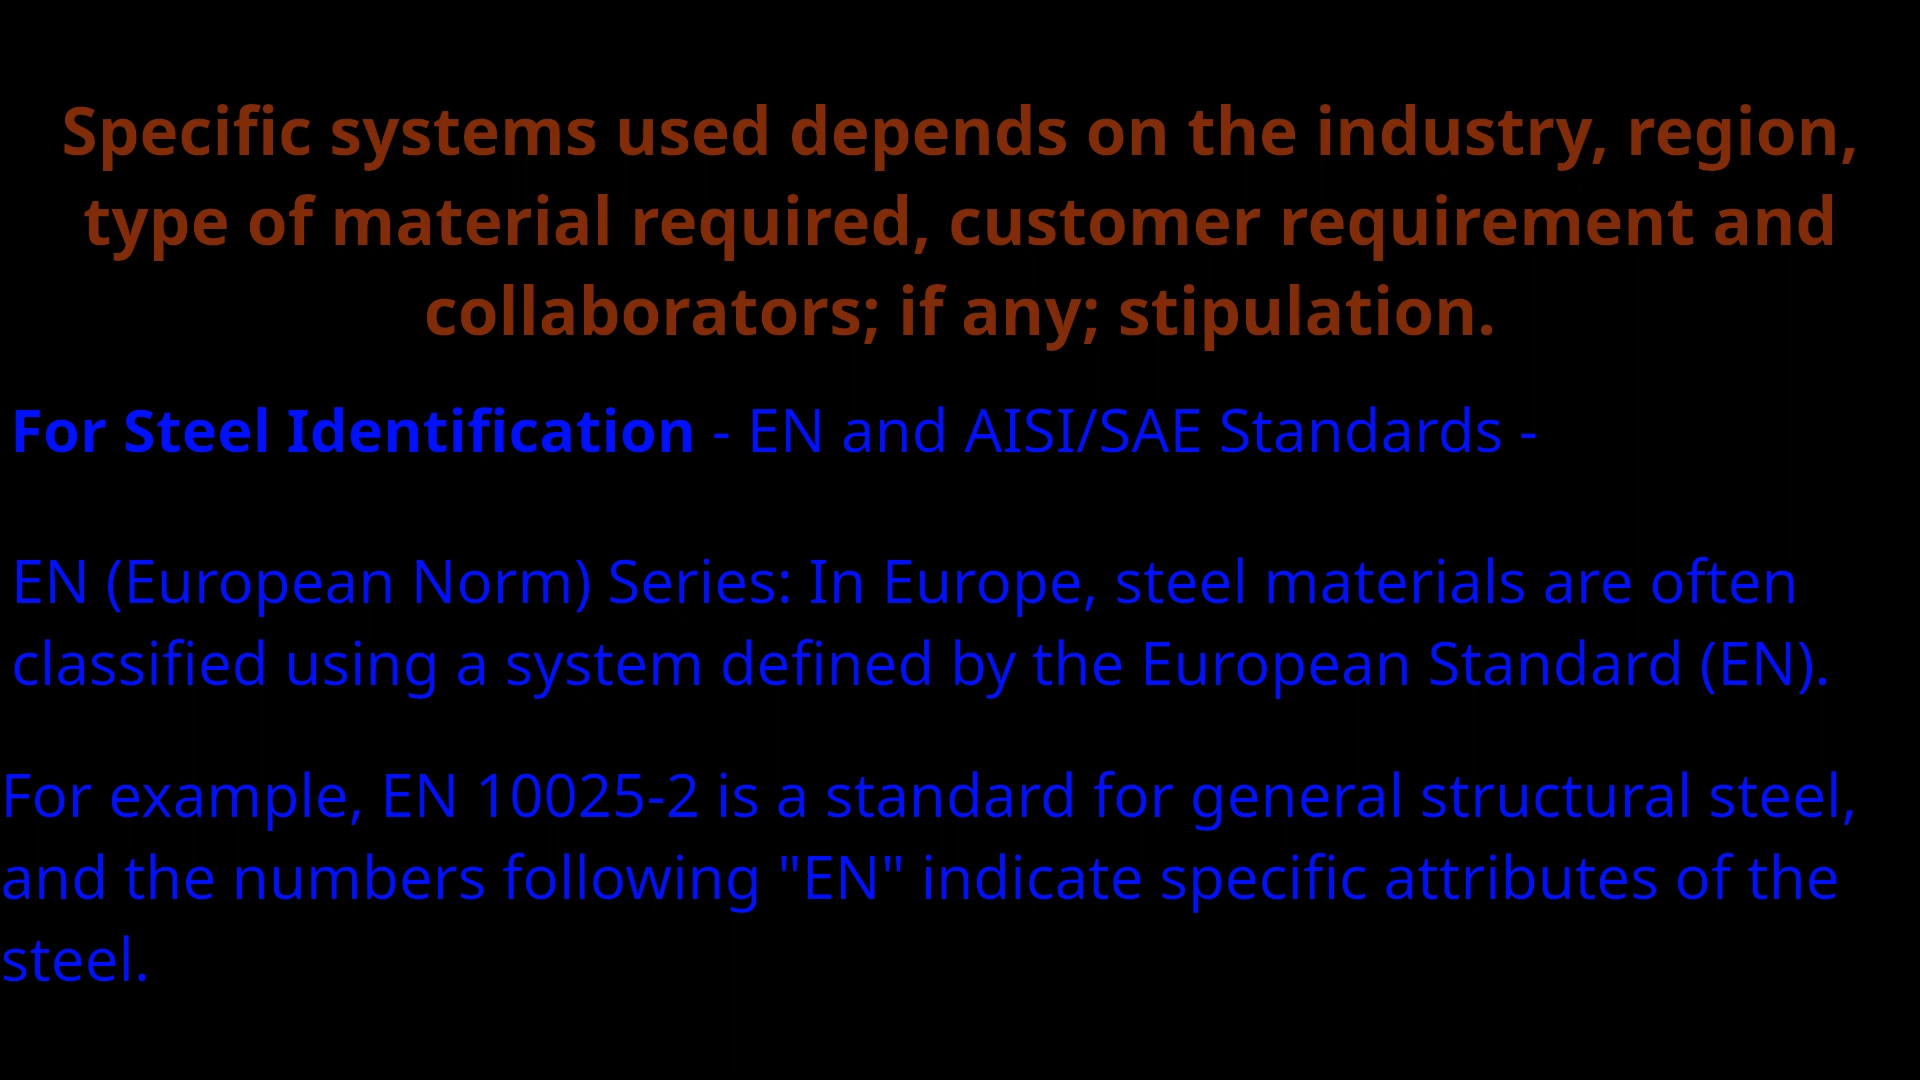 Specific systems used depends on the industry, region,
type of material required, customer requirement and
collaborators; if any; stipulation.
For Steel Identification - EN and AISI/SAE Standards -
EN (European Norm) Series: In Europe, steel materials are often
classified using a system defined by the European Standard (EN).
For example, EN 10025-2 is a standard for general structural steel,
and the numbers following "EN" indicate specific attributes of the
steel.